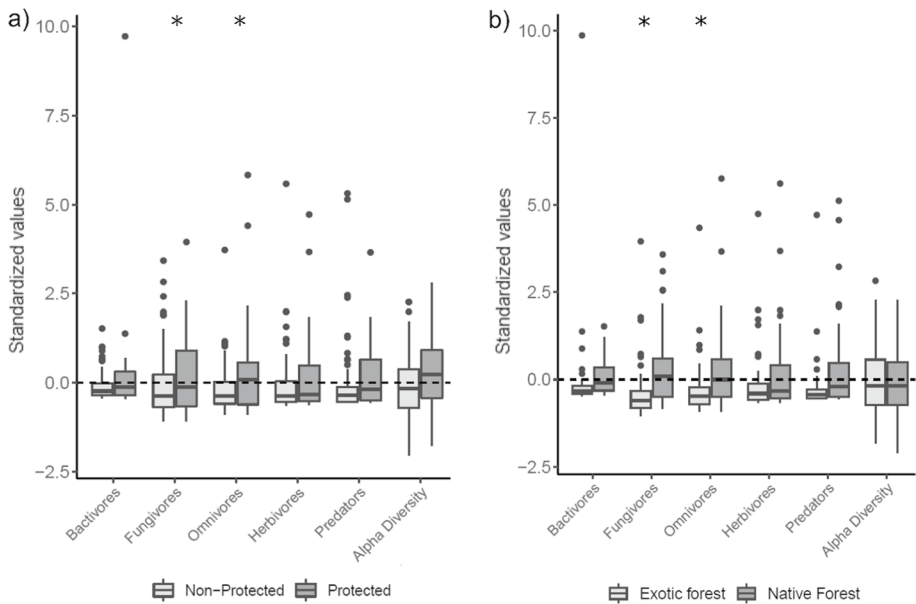 a)
* *
10.0
7.5
5.0
2.5
0.0
−2.5
Standardized values
Bactivores
Fungivores
Omnivores
Herbivores
Predators
Alpha Diversity
Non−Protected Protected
b)
* *
10.0
7.5
5.0
2.5
0.0
−2.5
Standardized values
Bactivores
Fungivores
Omnivores
Herbivores
Predators
Alpha Diversity
Exotic forest Native Forest